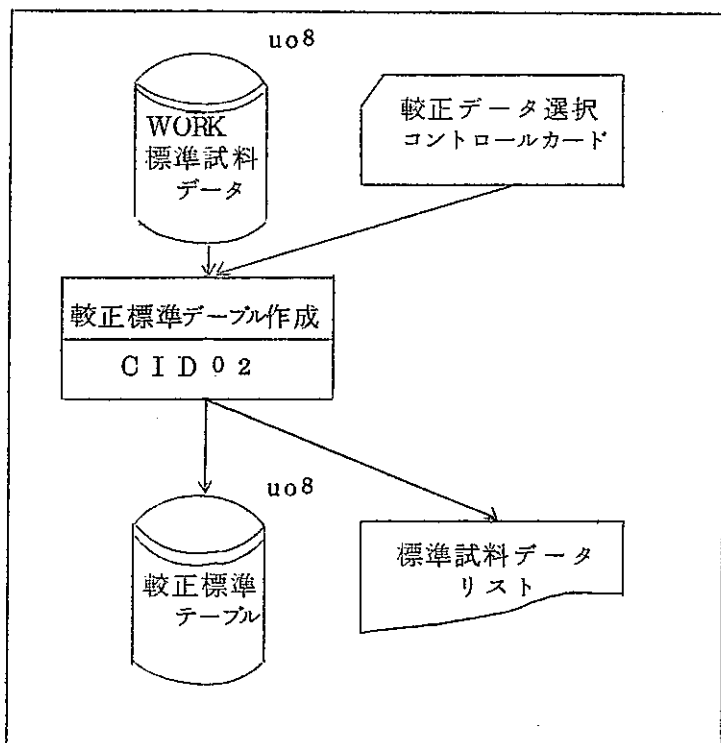 uo8
WORK
標準試料
データ
較正データ選択
コントロールカード
較正標準テーブル作成
CID02
uo8
較正標準
テーブル
標準試料データ
リスト